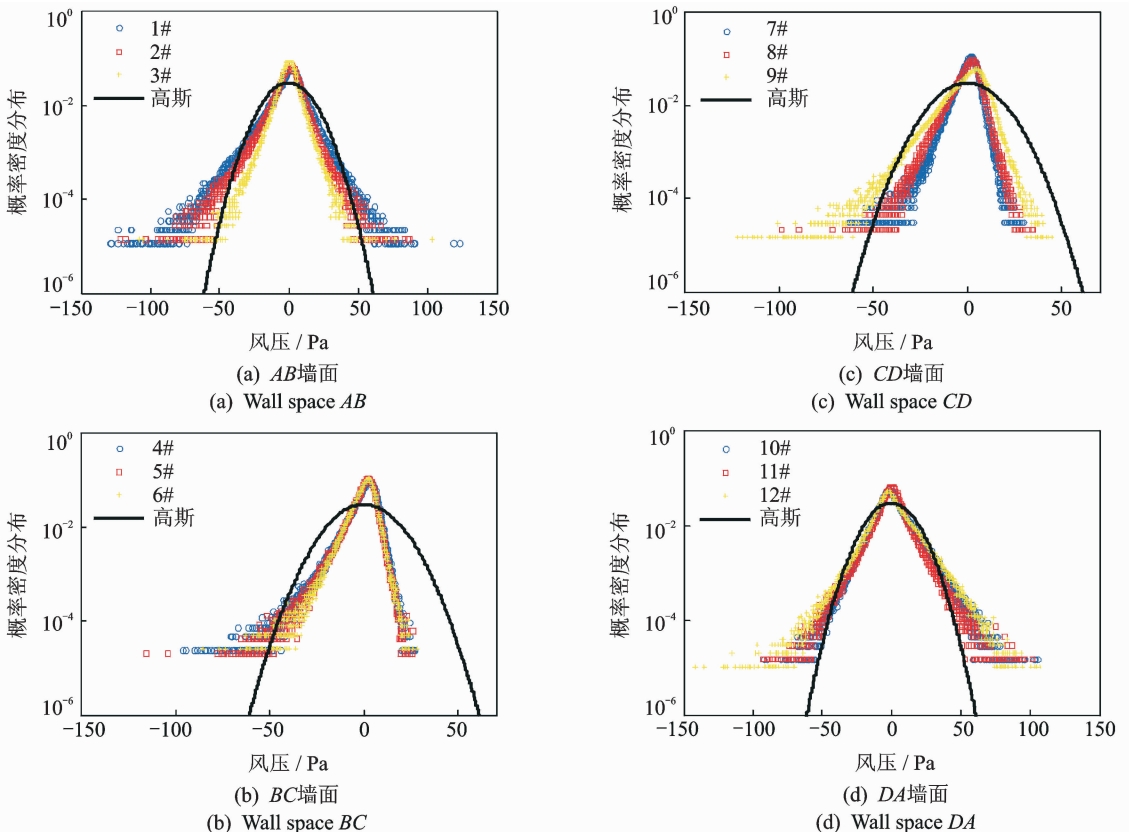 10⁰
10⁻²
10⁻⁴
10⁻⁶
概率密度分布
1#
2#
3#
高斯
−150 −100 −50 0 50 100 150
风压 / Pa
(a) AB墙面
(a) Wall space AB
10⁰
10⁻²
10⁻⁴
10⁻⁶
概率密度分布
7#
8#
9#
高斯
−150 −100 −50 0 50
风压 / Pa
(c) CD墙面
(c) Wall space CD
10⁰
10⁻²
10⁻⁴
10⁻⁶
概率密度分布
4#
5#
6#
高斯
−150 −100 −50 0 50
风压 / Pa
(b) BC墙面
(b) Wall space BC
10⁰
10⁻²
10⁻⁴
10⁻⁶
概率密度分布
10#
11#
12#
高斯
−150 −100 −50 0 50 100 150
风压 / Pa
(d) DA墙面
(d) Wall space DA